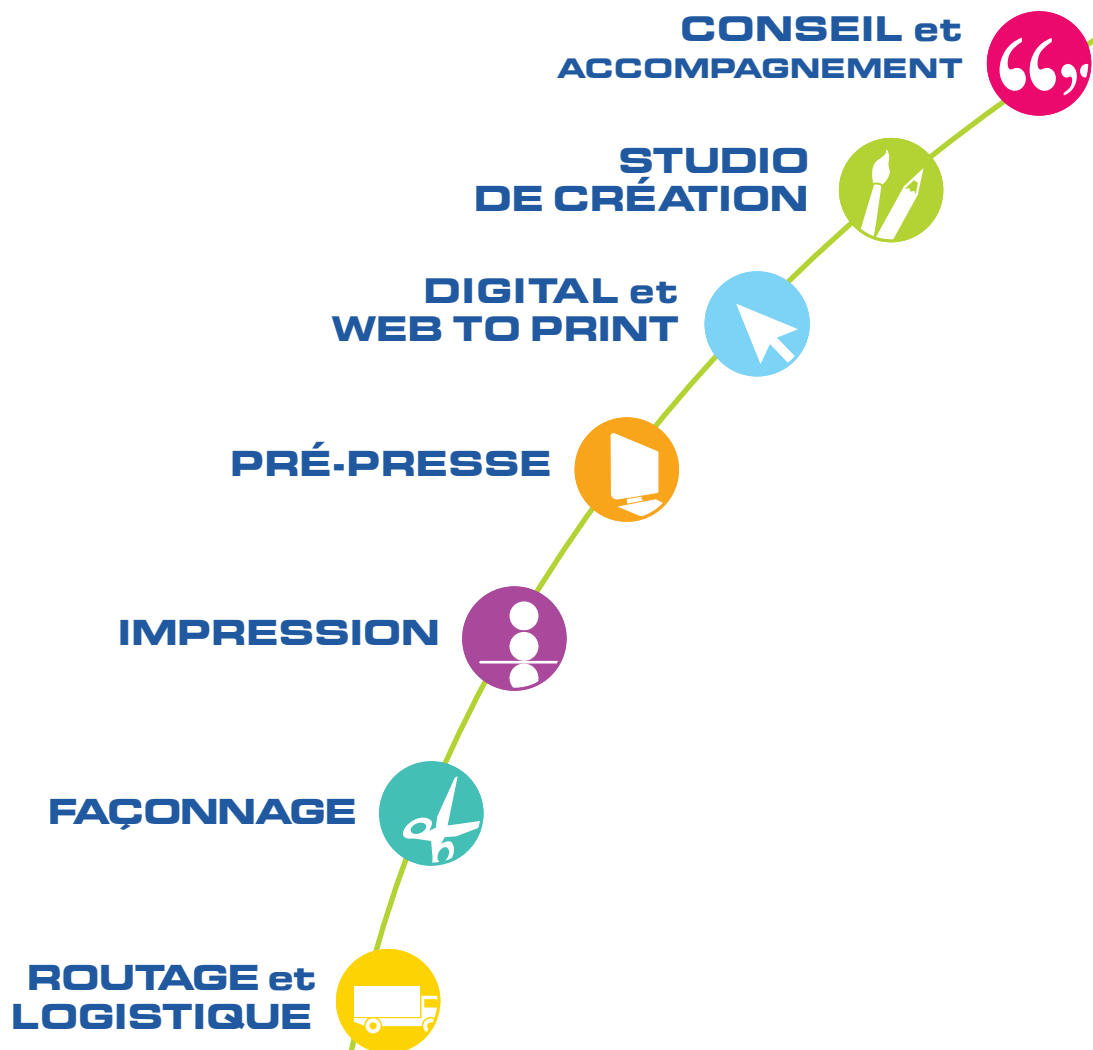 CONSEIL et
ACCOMPAGNEMENT
STUDIO
DE CRÉATION
DIGITAL et
WEB TO PRINT
PRÉ-PRESSE
IMPRESSION
FAÇONNAGE
ROUTAGE et
LOGISTIQUE